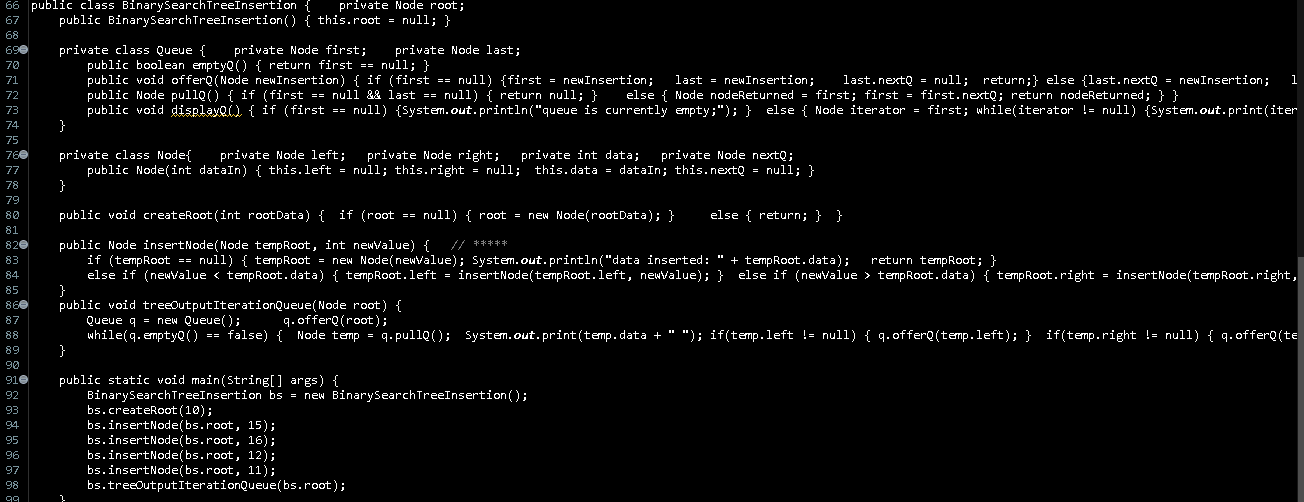 66 public class BinarySearchTreeInsertion {    private Node root;
67     public BinarySearchTreeInsertion() { this.root = null; }
68
69     private class Queue {    private Node first;    private Node last;
70         public boolean emptyQ() { return first == null; }
71         public void offerQ(Node newInsertion) { if (first == null) {first = newInsertion;   last = newInsertion;    last.nextQ = null;  return;} else {last.nextQ = newInsertion;   l
72         public Node pullQ() { if (first == null && last == null) { return null; }    else { Node nodeReturned = first; first = first.nextQ; return nodeReturned; } }
73         public void displayQ() { if (first == null) {System.out.println("queue is currently empty;"); }  else { Node iterator = first; while(iterator != null) {System.out.print(iter
74     }
75
76     private class Node{    private Node left;   private Node right;   private int data;   private Node nextQ;
77         public Node(int dataIn) { this.left = null; this.right = null;  this.data = dataIn; this.nextQ = null; }
78     }
79
80     public void createRoot(int rootData) {  if (root == null) { root = new Node(rootData); }     else { return; }  }
81
82     public Node insertNode(Node tempRoot, int newValue) {   // *****
83         if (tempRoot == null) { tempRoot = new Node(newValue); System.out.println("data inserted: " + tempRoot.data);   return tempRoot; }
84         else if (newValue < tempRoot.data) { tempRoot.left = insertNode(tempRoot.left, newValue); }  else if (newValue > tempRoot.data) { tempRoot.right = insertNode(tempRoot.right,
85     }
86     public void treeOutputIterationQueue(Node root) {
87         Queue q = new Queue();      q.offerQ(root);
88         while(q.emptyQ() == false) {  Node temp = q.pullQ();  System.out.print(temp.data + " "); if(temp.left != null) { q.offerQ(temp.left); }  if(temp.right != null) { q.offerQ(te
89     }
90
91     public static void main(String[] args) {
92         BinarySearchTreeInsertion bs = new BinarySearchTreeInsertion();
93         bs.createRoot(10);
94         bs.insertNode(bs.root, 15);
95         bs.insertNode(bs.root, 16);
96         bs.insertNode(bs.root, 12);
97         bs.insertNode(bs.root, 11);
98         bs.treeOutputIterationQueue(bs.root);
99     }